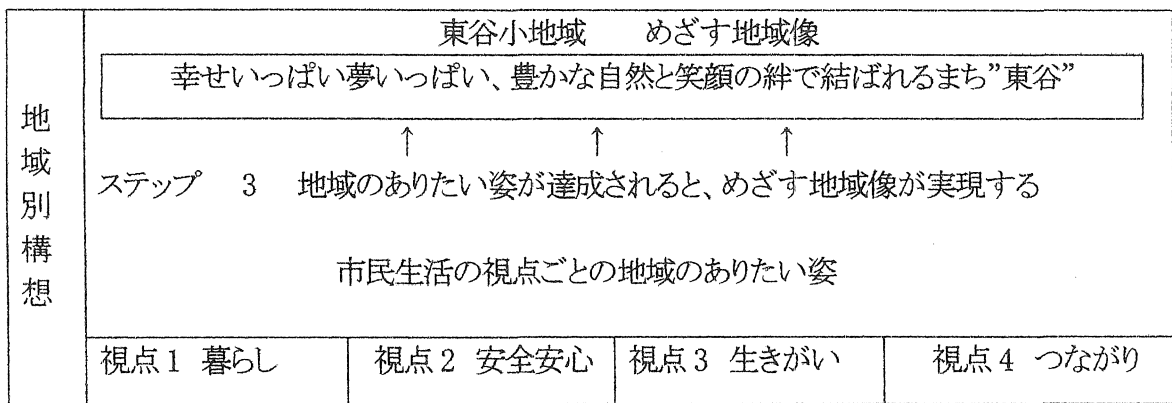 東谷小地域　　めざす地域像
幸せいっぱい夢いっぱい、豊かな自然と笑顔の絆で結ばれるまち”東谷”
↑　↑　↑
地域別構想
ステップ　3　地域のありたい姿が達成されると、めざす地域像が実現する
市民生活の視点ごとの地域のありたい姿
視点1 暮らし
視点2 安全安心
視点3 生きがい
視点4 つながり